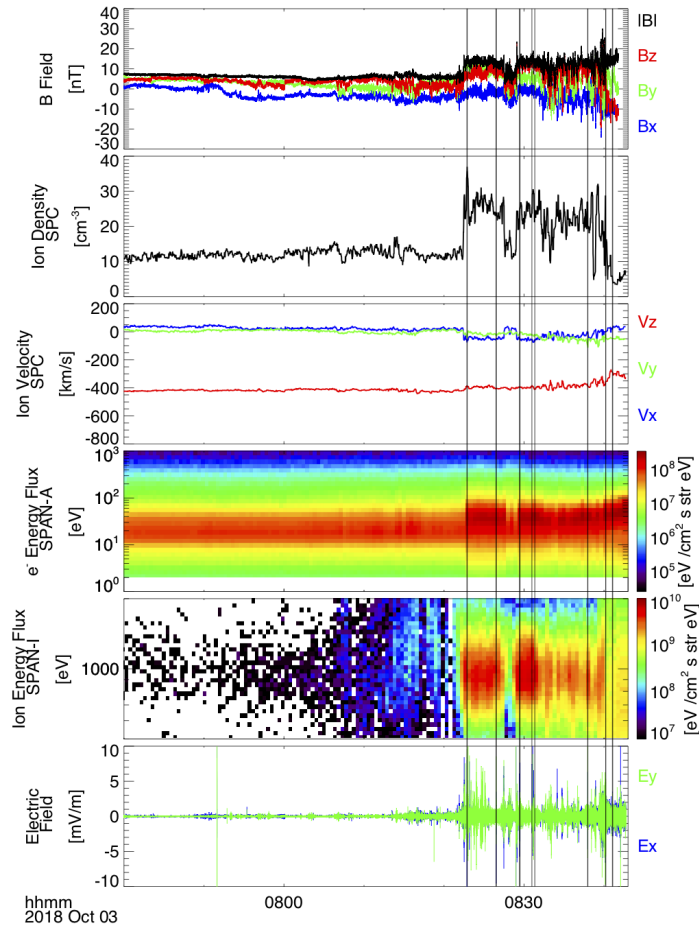 B Field
[nT]
40
30
20
10
0
-10
-20
-30
|B|
Bz
By
Bx
Ion Density
SPC
[cm-3]
40
30
20
10
0
Ion Velocity
SPC
[km/s]
200
0
-200
-400
-600
-800
Vz
Vy
Vx
e- Energy Flux
SPAN-A
[eV]
10³
10²
10¹
10⁰
10⁸
10⁷
10⁶
10⁵
[eV /cm² s str eV]
Ion Energy Flux
SPAN-I
[eV]
1000
10¹⁰
10⁹
10⁸
10⁷
[eV /cm² s str eV]
Electric
Field
[mV/m]
10
5
0
-5
-10
Ey
Ex
hhmm
2018 Oct 03
0800
0830